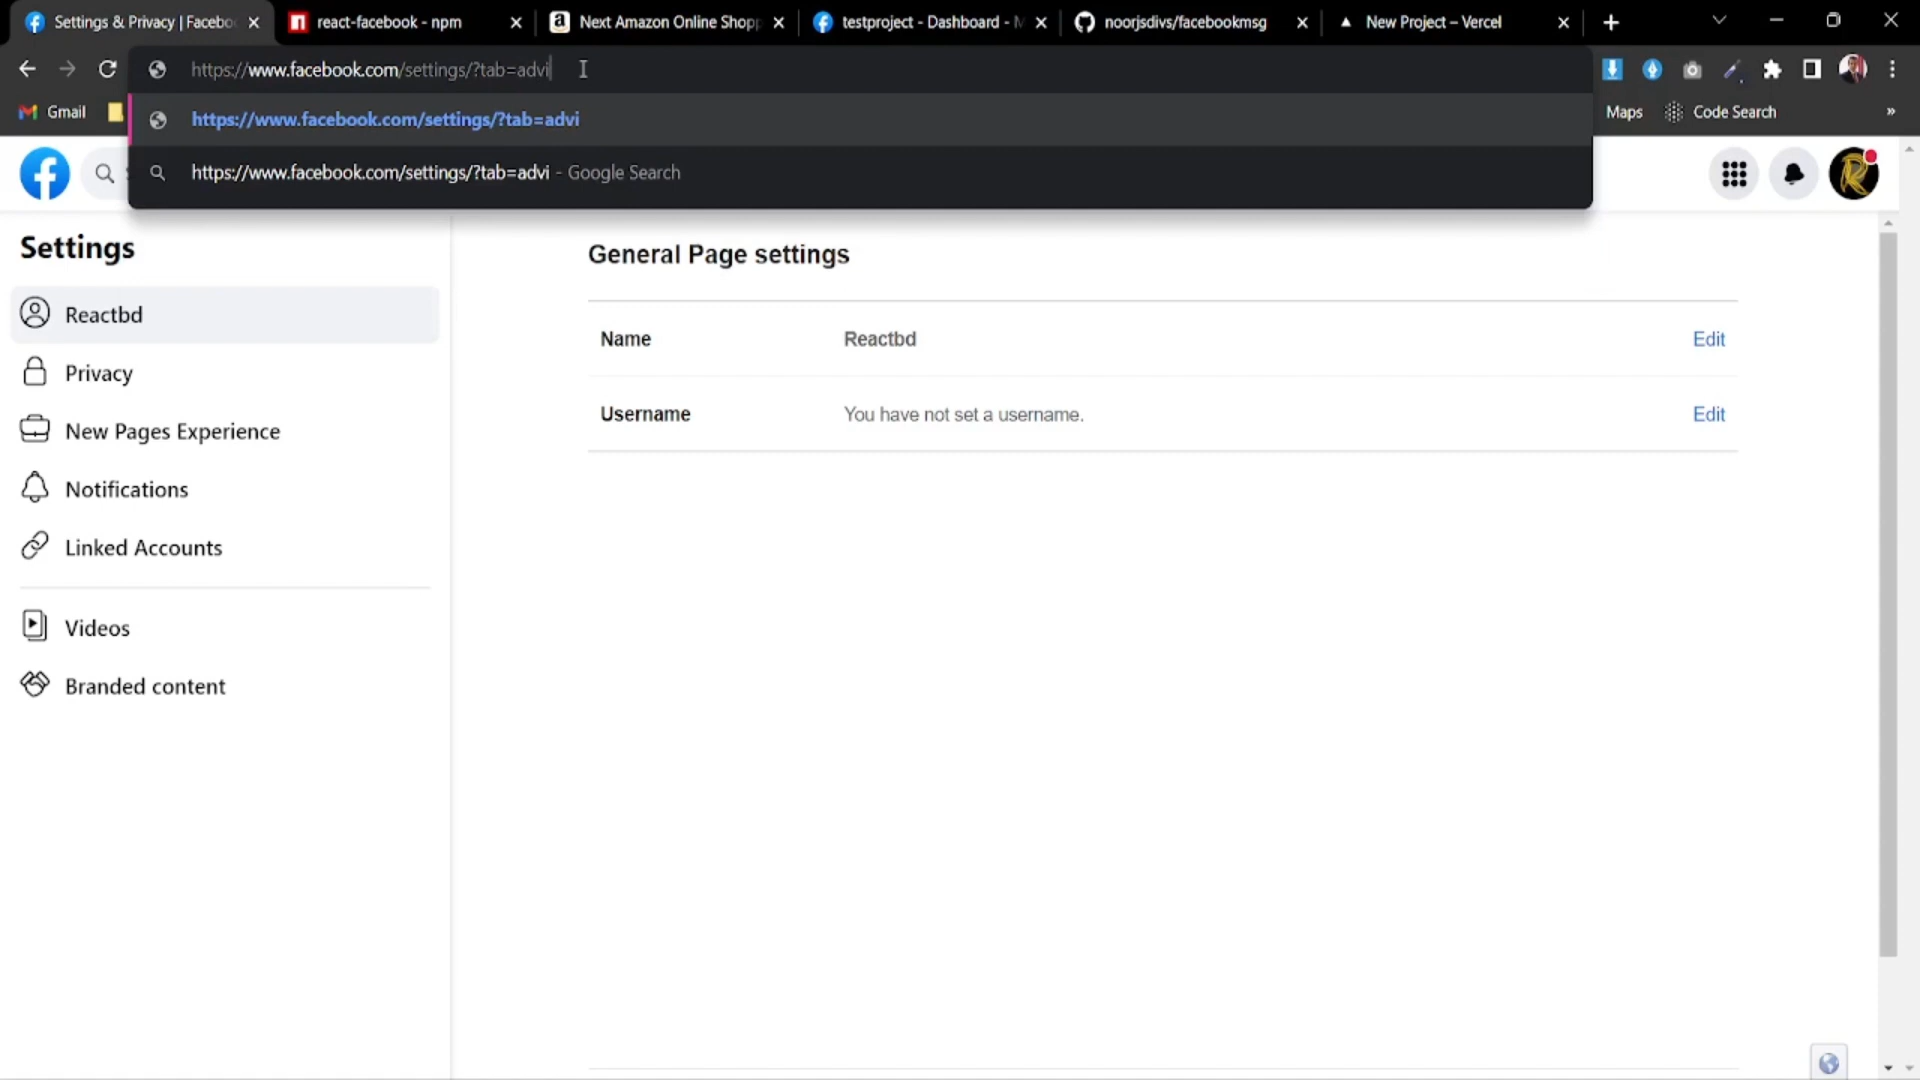 Settings & Privacy | Facebo
react-facebook - npm
Next Amazon Online Shopp
testproject - Dashboard - M
noorjsdivs/facebookmsg
New Project – Vercel
https://www.facebook.com/settings/?tab=advi
Gmail
Maps
Code Search
»
https://www.facebook.com/settings/?tab=advi
https://www.facebook.com/settings/?tab=advi - Google Search
Settings
Reactbd
Privacy
New Pages Experience
Notifications
Linked Accounts
Videos
Branded content
General Page settings
Name Reactbd Edit
Username You have not set a username. Edit